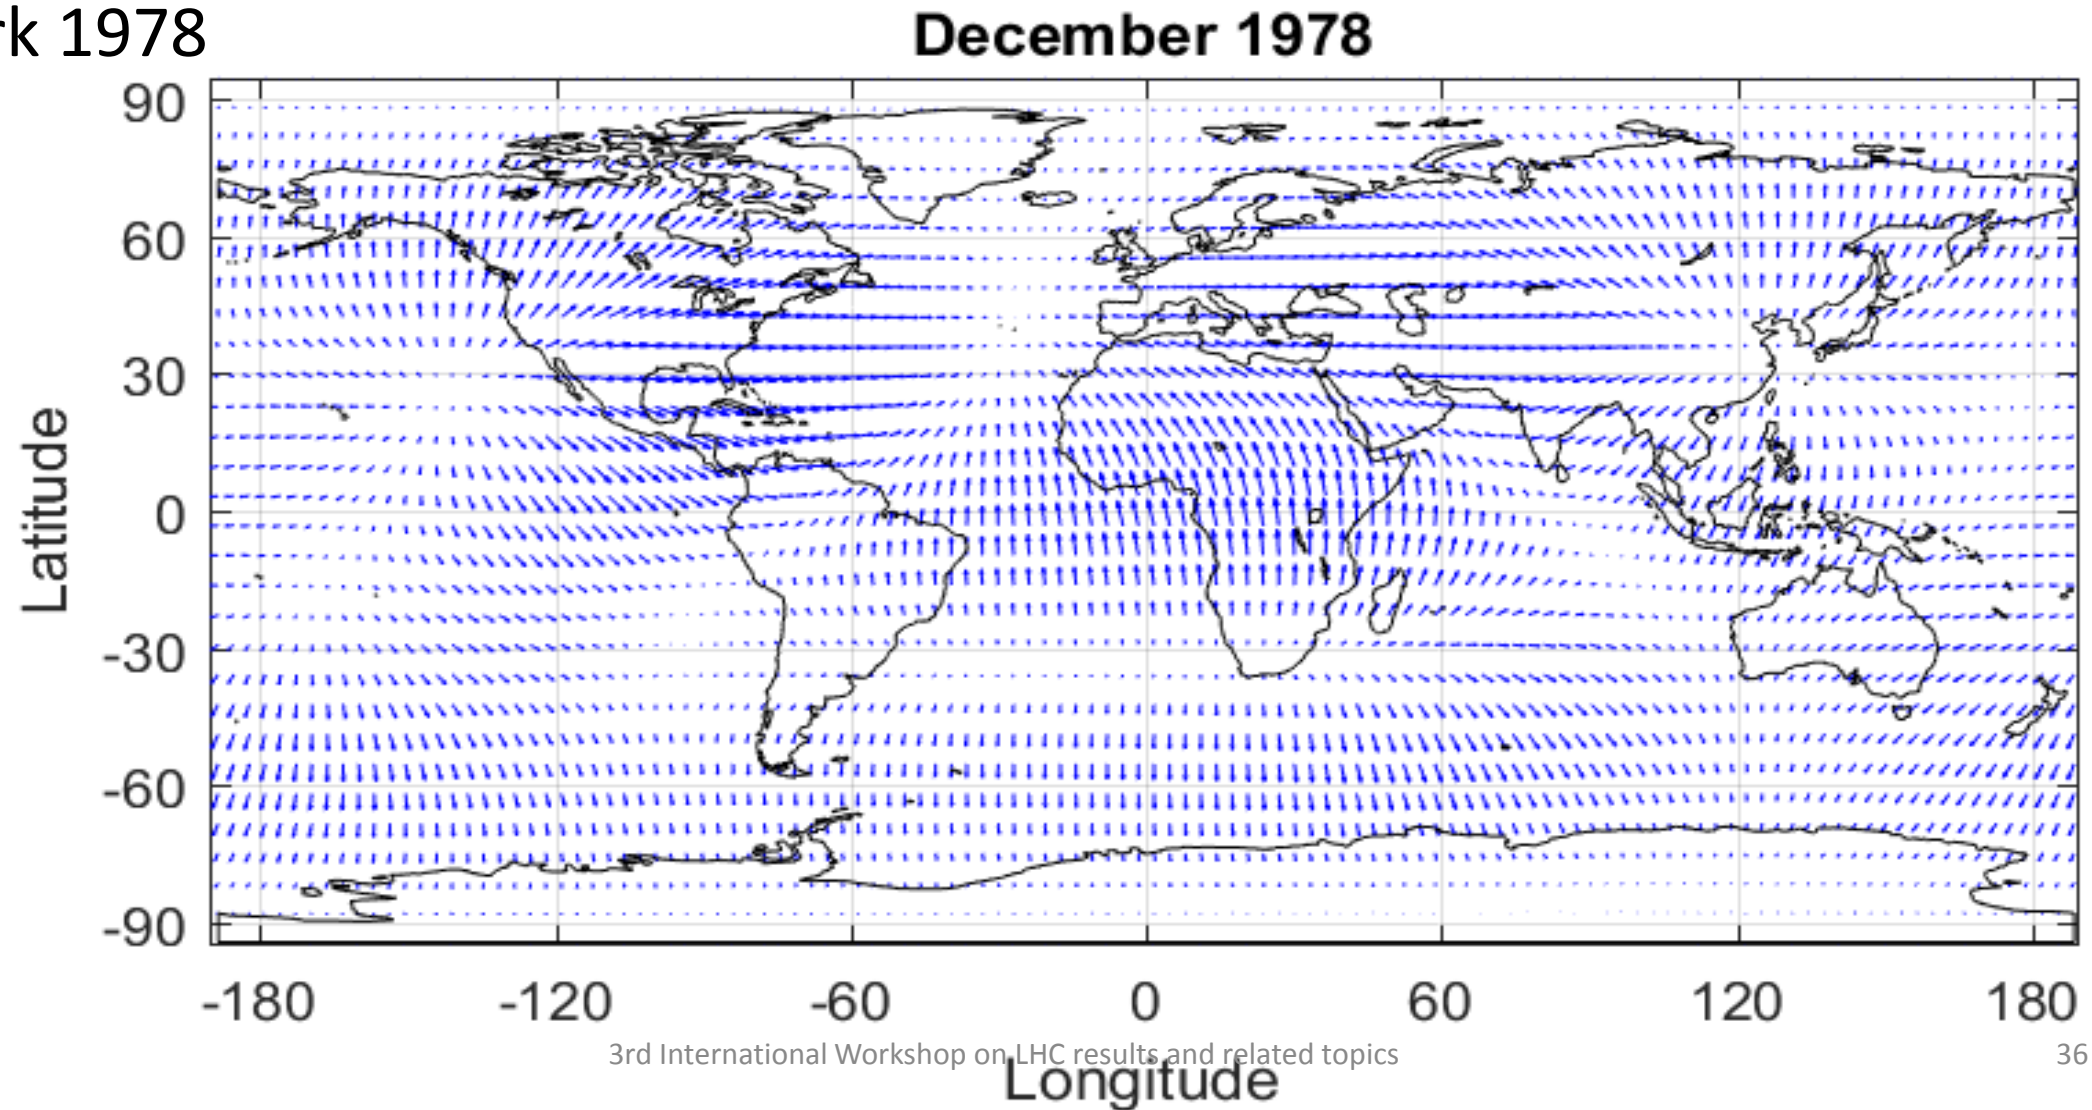 rk 1978
December 1978
90
60
30
0
-30
-60
-90
Latitude
-180 -120 -60 0 60 120 180
3rd International Workshop on LHC results and related topics 36
Longitude